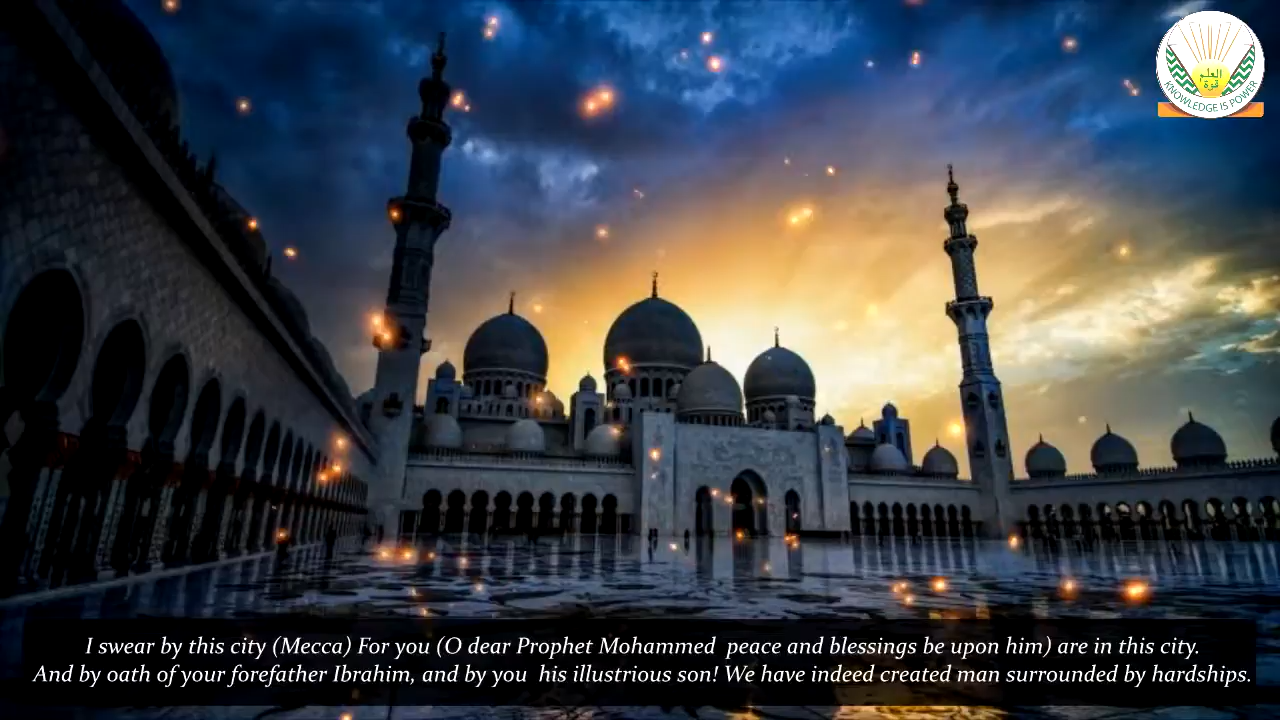 العلم
قوة
KNOWLEDGE IS POWER
I swear by this city (Mecca) For you (O dear Prophet Mohammed peace and blessings be upon him) are in this city.
And by oath of your forefather Ibrahim, and by you his illustrious son! We have indeed created man surrounded by hardships.